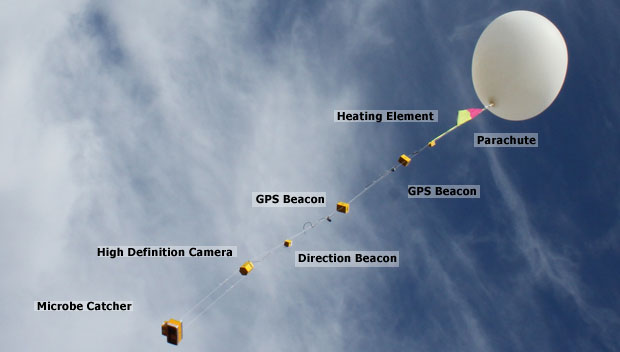 Heating Element
Parachute
GPS Beacon
GPS Beacon
High Definition Camera
Direction Beacon
Microbe Catcher